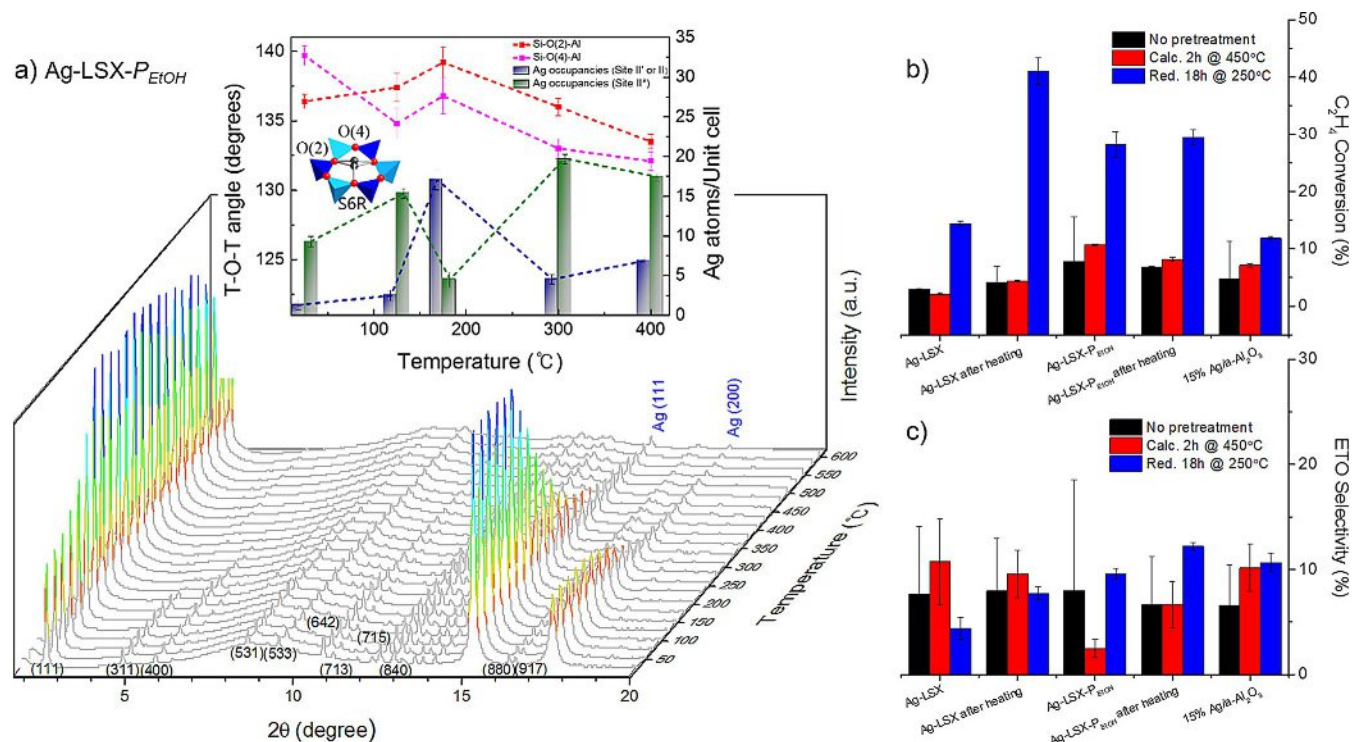 a) Ag-LSX-P_EtOH
T-O-T angle (degrees)
140
135
130
125
Si-O(2)-Al
Si-O(4)-Al
Ag occupancies (Site II' or II)
Ag occupancies (Site II*)
O(4)
O(2)
S6R
35
30
25
20
15
10
5
0
Ag atoms/Unit cell
100
200
300
400
Temperature (℃)
Intensity (a.u.)
Ag (111
Ag (200)
600
550
500
450
400
350
300
250
200
150
100
50
Temperature (℃)
(642)
(715)
(531)(533)
(111)
(311)(400)
(713)
(840)
(880)(917)
5
10
15
20
2θ (degree)
b)
No pretreatment
Calc. 2h @ 450°C
Red. 18h @ 250°C
50
40
30
20
10
0
C2H4 Conversion (%)
Ag-LSX
Ag-LSX after heating
Ag-LSX-P_EtOH
Ag-LSX-P_EtOH after heating
15% Ag/a-Al2O3
c)
No pretreatment
Calc. 2h @ 450°C
Red. 18h @ 250°C
30
20
10
0
ETO Selectivity (%)
Ag-LSX
Ag-LSX after heating
Ag-LSX-P_EtOH
Ag-LSX-P_EtOH after heating
15% Ag/a-Al2O3